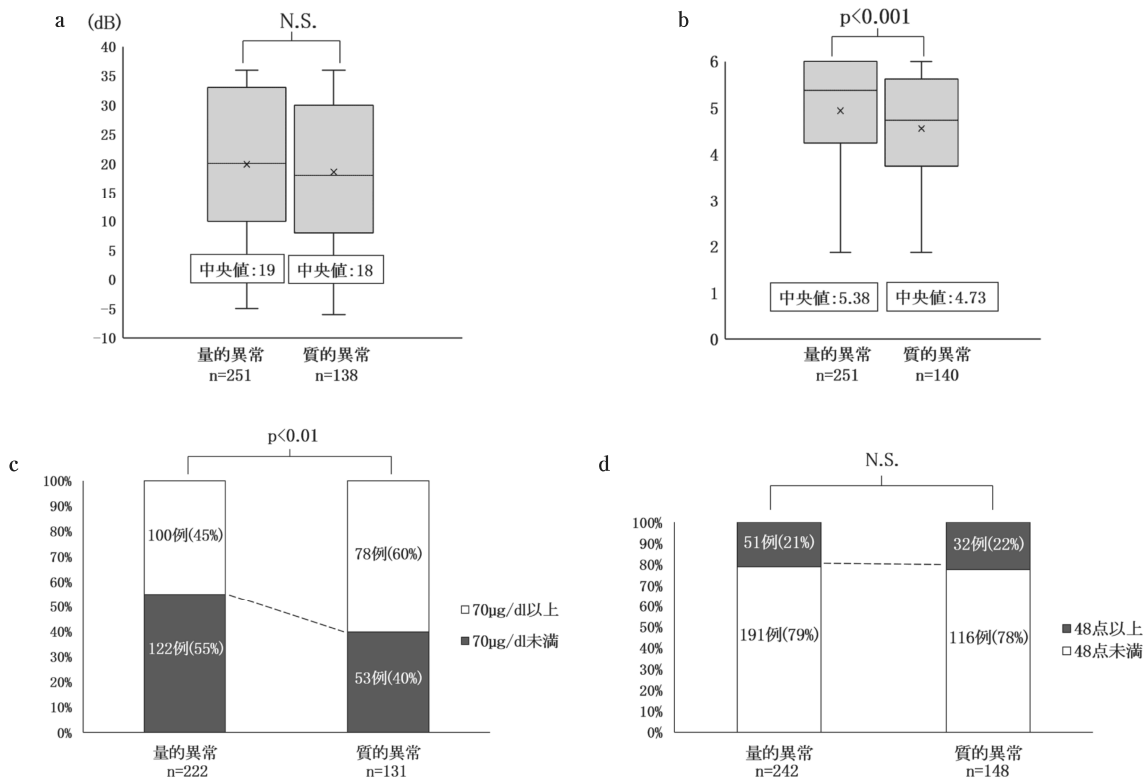 a
(dB)
N.S.
40
35
30
25
20
15
10
5
0
−5
−10
中央値:19
中央値:18
量的異常
n=251
質的異常
n=138
b
p<0.001
6
5
4
3
2
1
0
中央値:5.38
中央値:4.73
量的異常
n=251
質的異常
n=140
c
p<0.01
100%
90%
80%
70%
60%
50%
40%
30%
20%
10%
0%
100例(45%)
122例(55%)
78例(60%)
53例(40%)
70μg/dl以上
70μg/dl未満
量的異常
n=222
質的異常
n=131
d
N.S.
100%
90%
80%
70%
60%
50%
40%
30%
20%
10%
0%
51例(21%)
191例(79%)
32例(22%)
116例(78%)
48点以上
48点未満
量的異常
n=242
質的異常
n=148